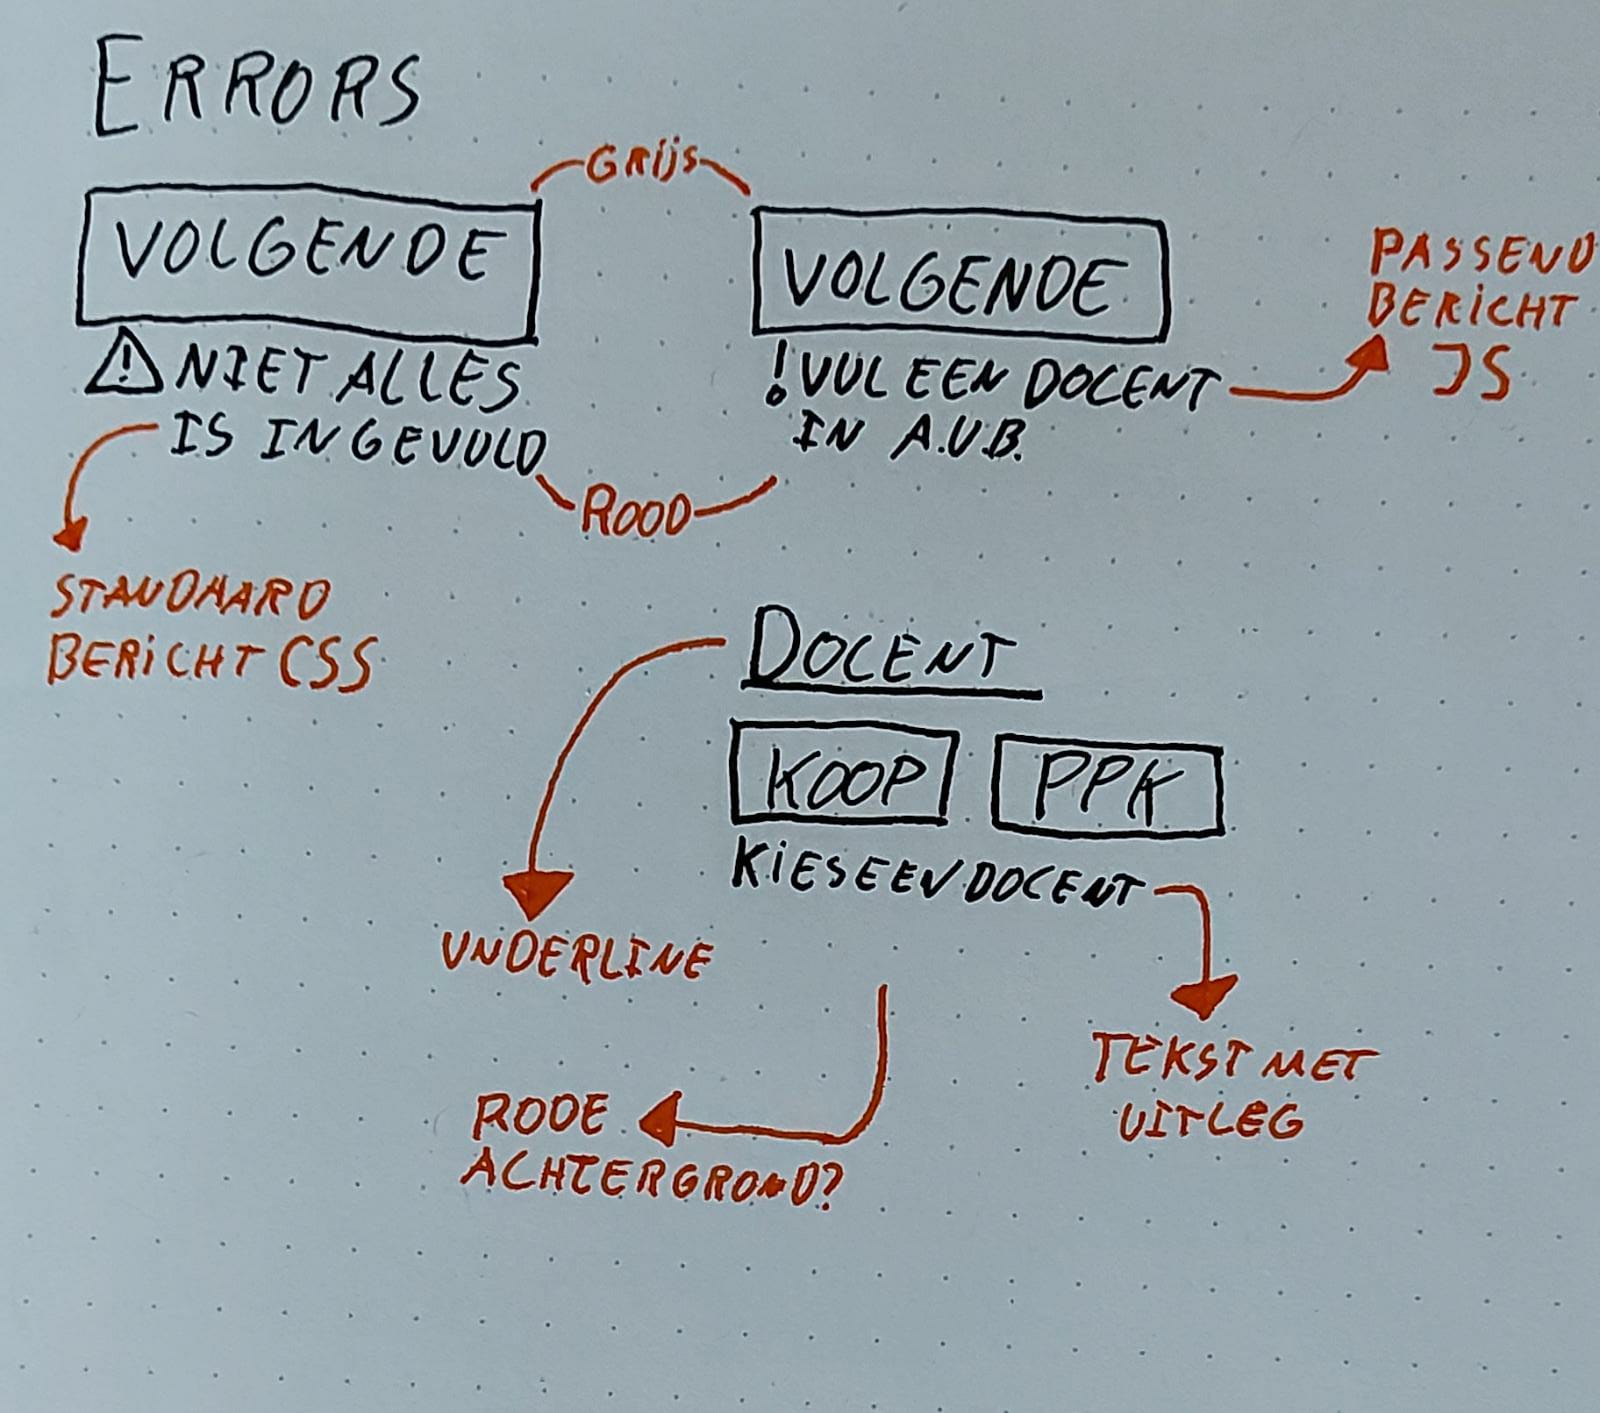 ERRORS
GRIJS
VOLGENDE
VOLGENDE
PASSEND
BERICHT
JS
! NIET ALLES
IS INGEVULD
! VUL EEN DOCENT
IN A.U.B.
ROOD
STANDAARD
BERICHT CSS
DOCENT
KOOP
PPK
KIES EEN DOCENT
UNDERLINE
TEKST MET
UITLEG
RODE
ACHTERGROND?